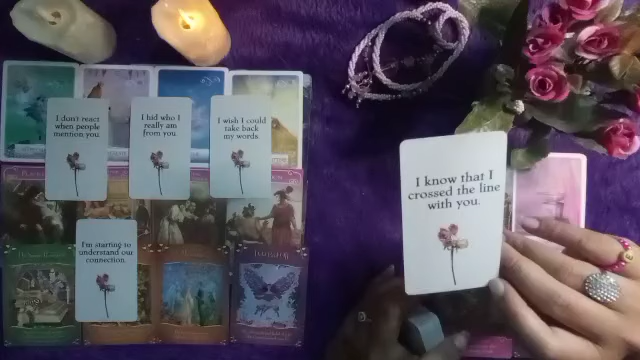 I don't react
when people
mention you.
I hid who I
really am
from you.
I wish I could
take back
my words.
I'm starting to
understand our
connection.
I know that I
crossed the line
with you.